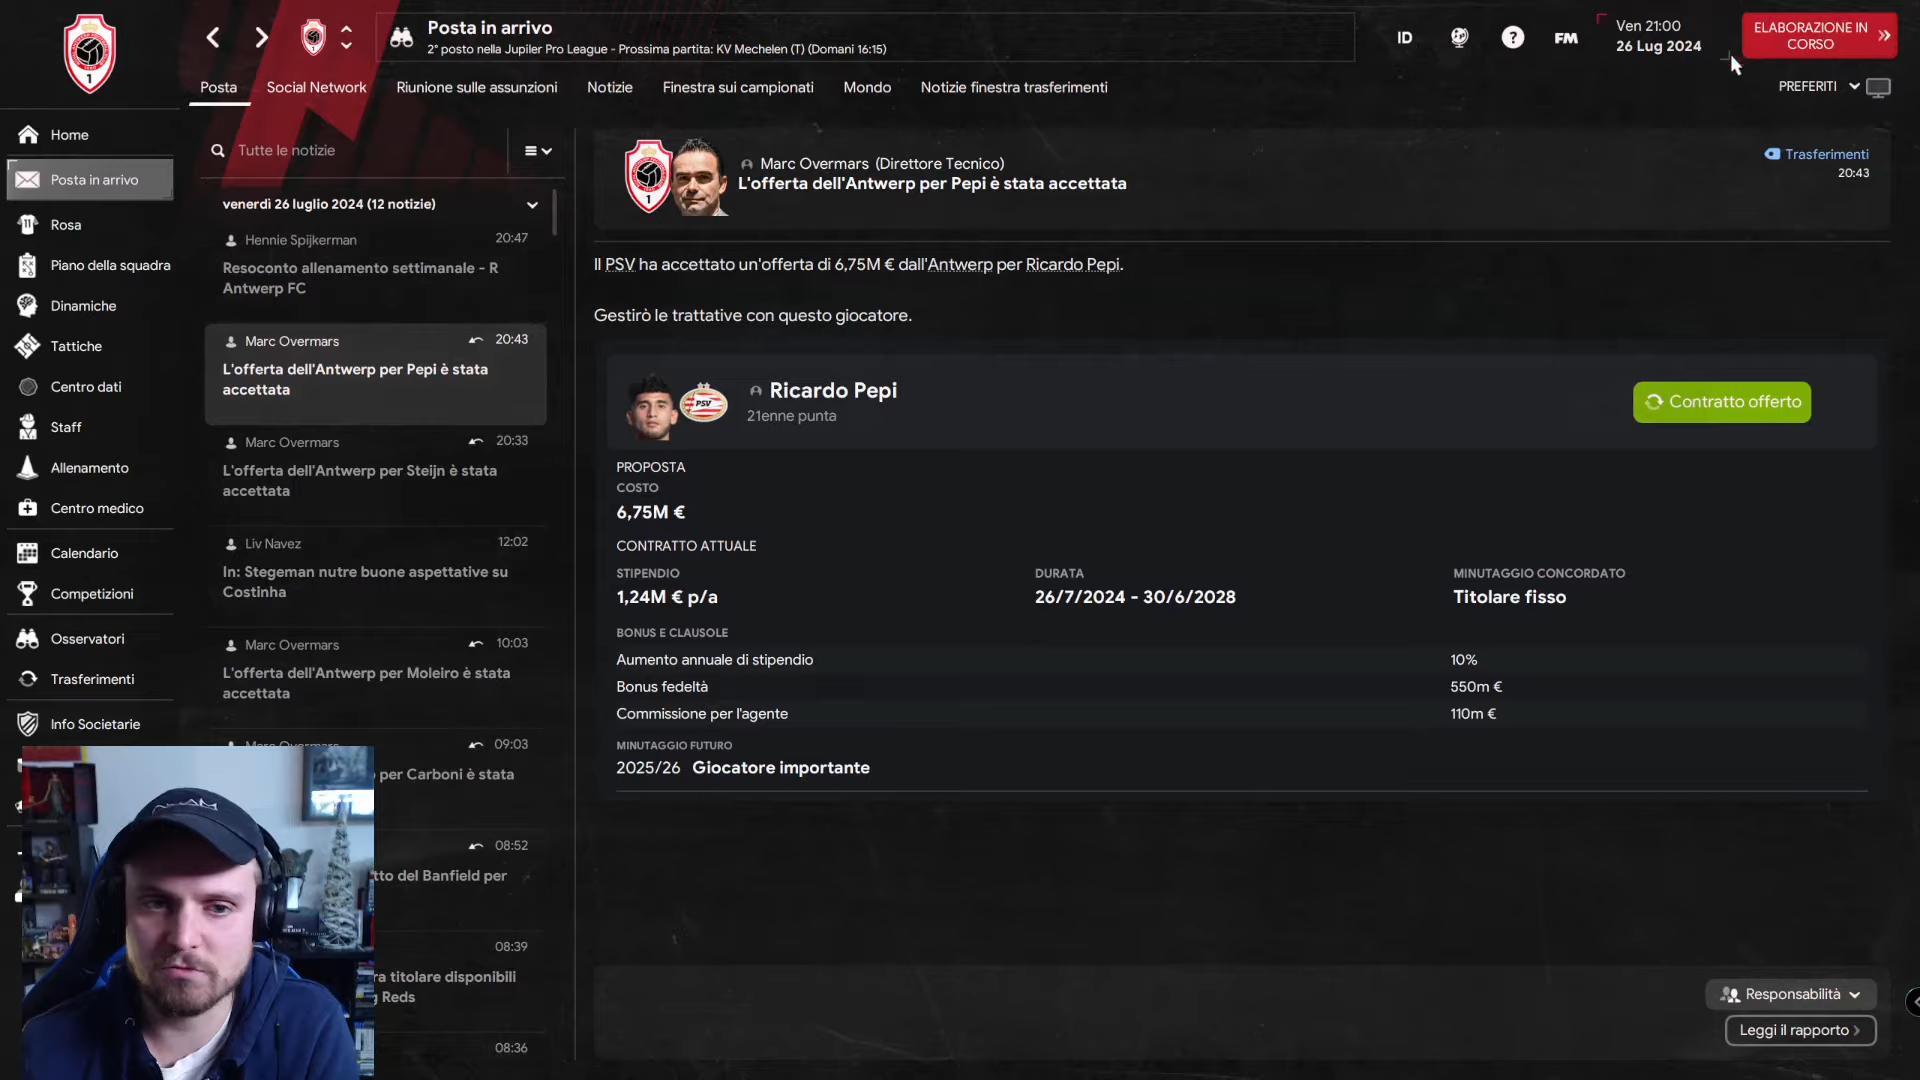 Posta in arrivo
2° posto nella Jupiler Pro League - Prossima partita: KV Mechelen (T) (Domani 16:15)
ID
FM
Ven 21:00
26 Lug 2024
ELABORAZIONE IN
CORSO
Posta
Social Network
Riunione sulle assunzioni
Notizie
Finestra sui campionati
Mondo
Notizie finestra trasferimenti
PREFERITI
Home
Posta in arrivo
Rosa
Piano della squadra
Dinamiche
Tattiche
Centro dati
Staff
Allenamento
Centro medico
Calendario
Competizioni
Osservatori
Trasferimenti
Info Societarie
Tutte le notizie
venerdì 26 luglio 2024 (12 notizie)
Hennie Spijkerman 20:47
Resoconto allenamento settimanale - R
Antwerp FC
Marc Overmars 20:43
L'offerta dell'Antwerp per Pepi è stata
accettata
Marc Overmars 20:33
L'offerta dell'Antwerp per Steijn è stata
accettata
Liv Navez 12:02
In: Stegeman nutre buone aspettative su
Costinha
Marc Overmars 10:03
L'offerta dell'Antwerp per Moleiro è stata
accettata
Marc Overmars 09:03
per Carboni è stata
08:52
tto del Banfield per
08:39
ra titolare disponibili
g Reds
08:36
Marc Overmars (Direttore Tecnico)
L'offerta dell'Antwerp per Pepi è stata accettata
Trasferimenti
20:43
Il PSV ha accettato un'offerta di 6,75M € dall'Antwerp per Ricardo Pepi.
Gestirò le trattative con questo giocatore.
PSV
Ricardo Pepi
21enne punta
Contratto offerto
PROPOSTA
COSTO
6,75M €
CONTRATTO ATTUALE
STIPENDIO DURATA MINUTAGGIO CONCORDATO
1,24M € p/a 26/7/2024 - 30/6/2028 Titolare fisso
BONUS E CLAUSOLE
Aumento annuale di stipendio 10%
Bonus fedeltà 550m €
Commissione per l'agente 110m €
MINUTAGGIO FUTURO
2025/26 Giocatore importante
Responsabilità
Leggi il rapporto